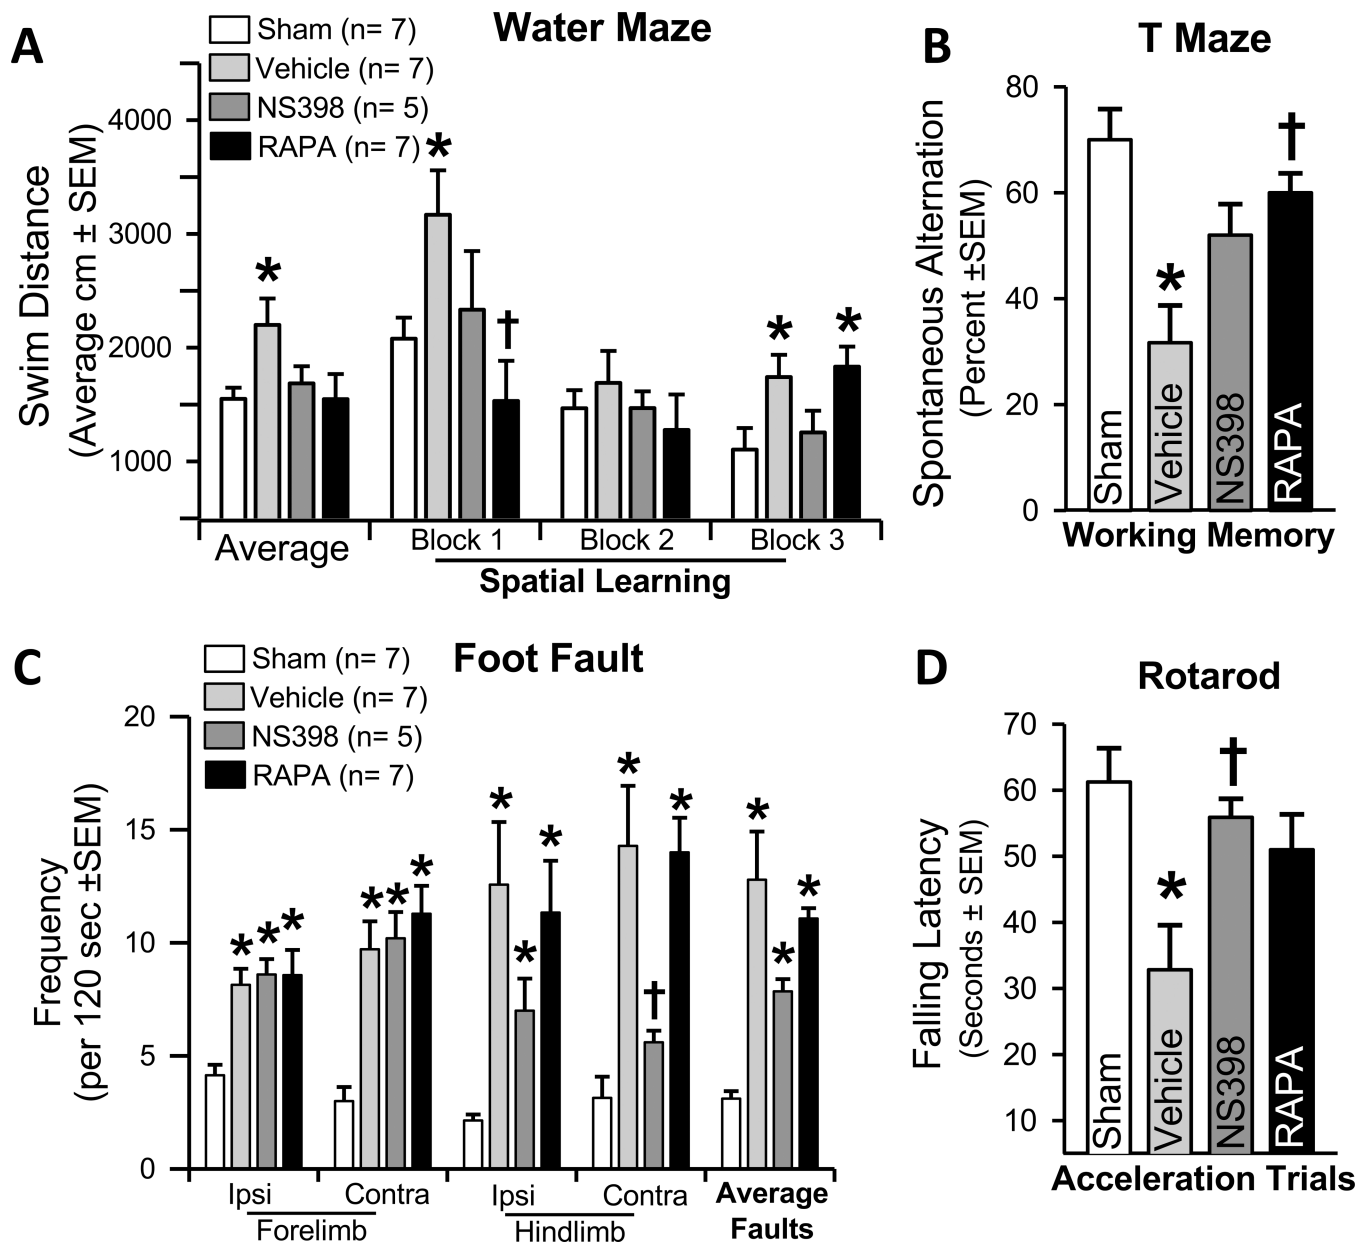 A
Water Maze
Sham (n= 7)
Vehicle (n= 7)
NS398 (n= 5)
RAPA (n= 7)
Swim Distance
(Average cm ± SEM)
4000
3000
2000
1000
*
*
†
*
*
Average
Block 1
Block 2
Block 3
Spatial Learning
B
T Maze
Spontaneous Alternation
(Percent ±SEM)
80
60
40
20
0
*
†
Sham
Vehicle
NS398
RAPA
Working Memory
C
Foot Fault
Sham (n= 7)
Vehicle (n= 7)
NS398 (n= 5)
RAPA (n= 7)
Frequency
(per 120 sec ±SEM)
20
15
10
5
0
* * *
* * *
* * *
* † *
* * *
Ipsi
Contra
Ipsi
Contra
Forelimb
Hindlimb
Average
Faults
D
Rotarod
Falling Latency
(Seconds ± SEM)
70
60
50
40
30
20
10
*
†
Sham
Vehicle
NS398
RAPA
Acceleration Trials